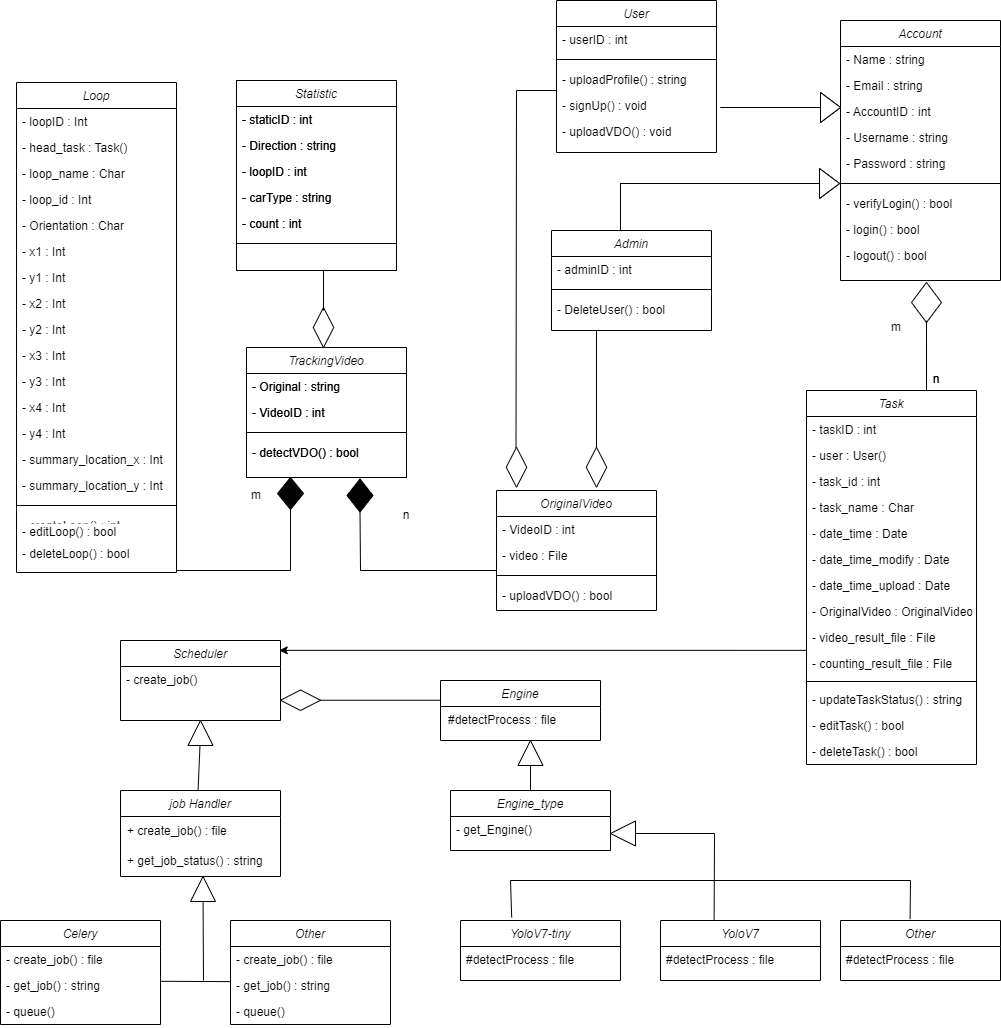 User
- userID : int
- uploadProfile() : string
- signUp() : void
- uploadVDO() : void
Account
- Name : string
- Email : string
- AccountID : int
- Username : string
- Password : string
- verifyLogin() : bool
- login() : bool
- logout() : bool
Loop
- loopID : Int
- head_task : Task()
- loop_name : Char
- loop_id : Int
- Orientation : Char
- x1 : Int
- y1 : Int
- x2 : Int
- y2 : Int
- x3 : Int
- y3 : Int
- x4 : Int
- y4 : Int
- summary_location_x : Int
- summary_location_y : Int
- editLoop() : bool
- deleteLoop() : bool
Statistic
- staticID : int
- Direction : string
- loopID : int
- carType : string
- count : int
Admin
- adminID : int
- DeleteUser() : bool
m
n
TrackingVideo
- Original : string
- VideoID : int
- detectVDO() : bool
m
n
OriginalVideo
- VideoID : int
- video : File
- uploadVDO() : bool
Task
- taskID : int
- user : User()
- task_id : int
- task_name : Char
- date_time : Date
- date_time_modify : Date
- date_time_upload : Date
- OriginalVideo : OriginalVideo
- video_result_file : File
- counting_result_file : File
- updateTaskStatus() : string
- editTask() : bool
- deleteTask() : bool
Scheduler
- create_job()
Engine
#detectProcess : file
job Handler
+ create_job() : file
+ get_job_status() : string
Engine_type
- get_Engine()
Celery
- create_job() : file
- get_job() : string
- queue()
Other
- create_job() : file
- get_job() : string
- queue()
YoloV7-tiny
#detectProcess : file
YoloV7
#detectProcess : file
Other
#detectProcess : file